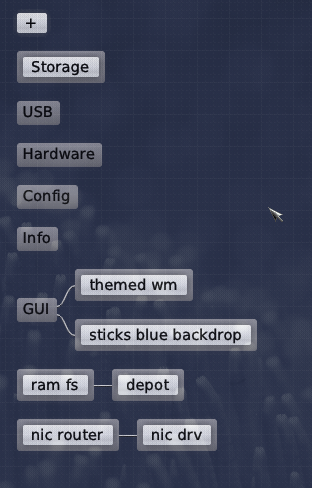 +
Storage
USB
Hardware
Config
Info
themed wm
GUI
sticks blue backdrop
ram fs depot
nic router nic drv